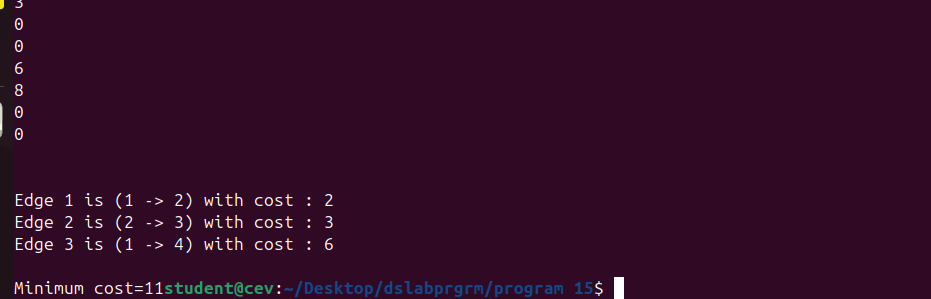 3
0
0
6
8
0
0
Edge 1 is (1 -> 2) with cost : 2
Edge 2 is (2 -> 3) with cost : 3
Edge 3 is (1 -> 4) with cost : 6
Minimum cost=11student@cev:~/Desktop/dslabprgrm/program 15$